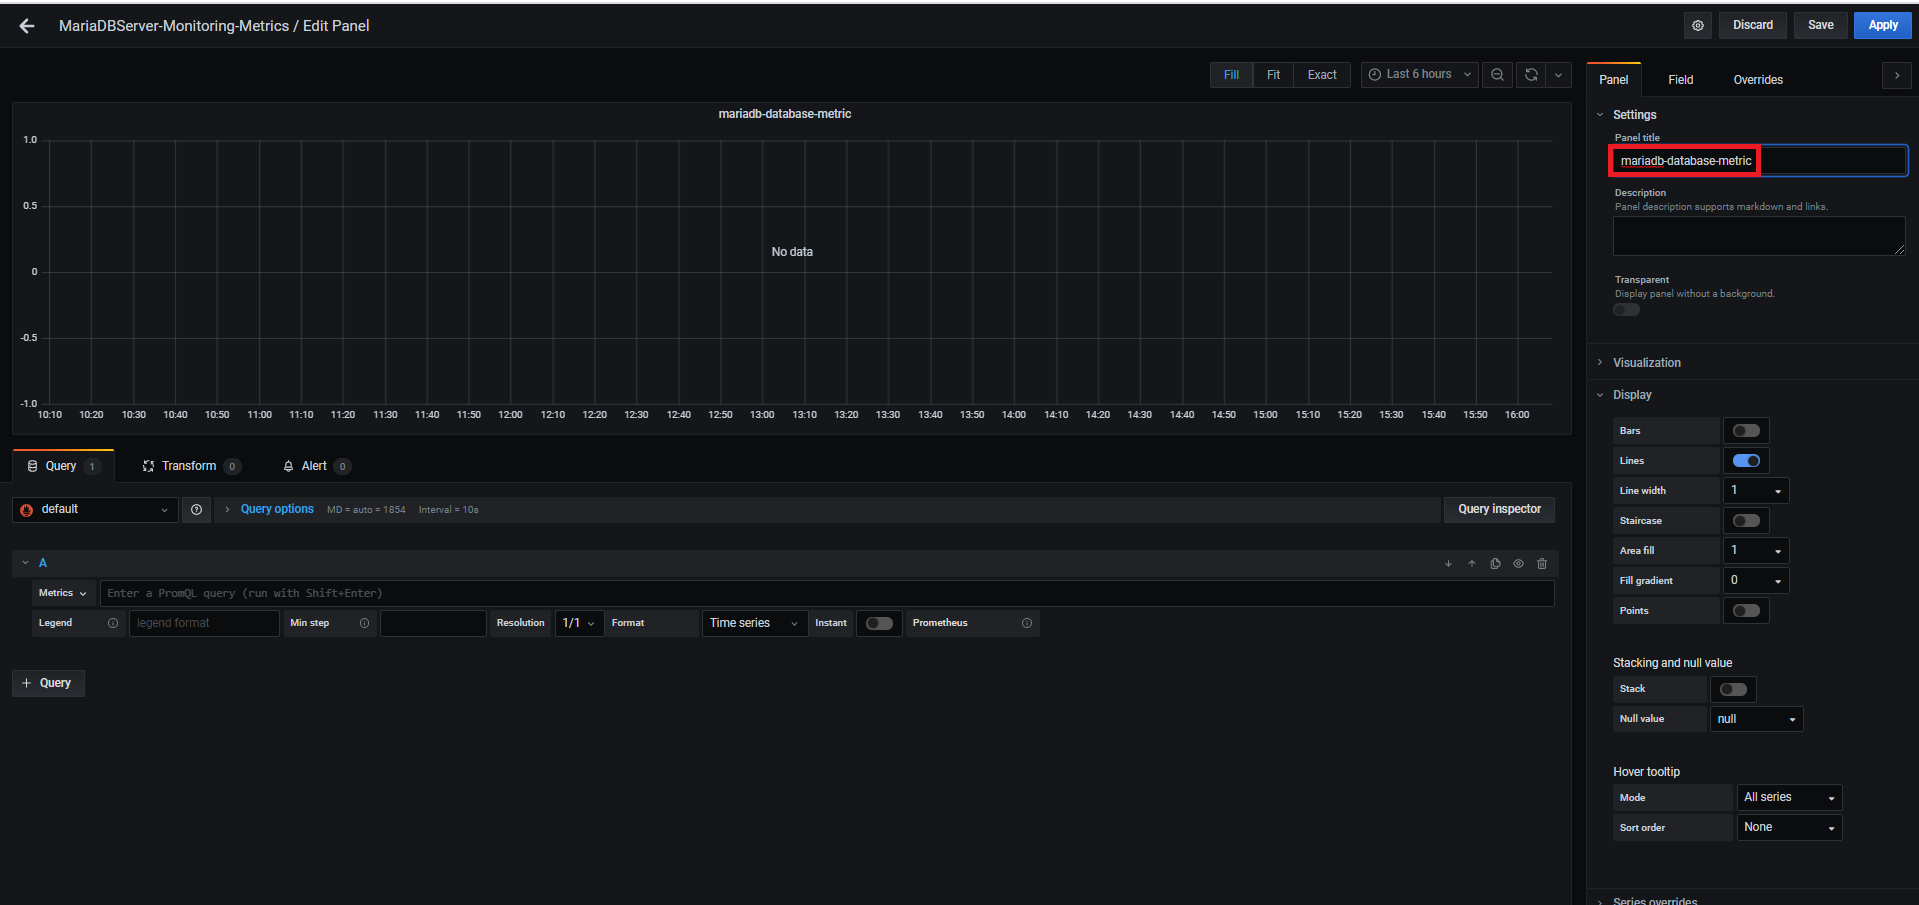 MariaDBServer-Monitoring-Metrics / Edit Panel
Discard
Save
Apply
Fill
Fit
Exact
Last 6 hours
Panel
Field
Overrides
mariadb-database-metric
1.0
0.5
0
-0.5
-1.0
No data
10:10 10:20 10:30 10:40 10:50 11:00 11:10 11:20 11:30 11:40 11:50 12:00 12:10 12:20 12:30 12:40 12:50 13:00 13:10 13:20 13:30 13:40 13:50 14:00 14:10 14:20 14:30 14:40 14:50 15:00 15:10 15:20 15:30 15:40 15:50 16:00
Query 1
Transform 0
Alert 0
default
Query options MD = auto = 1854 Interval = 10s
Query inspector
A
Metrics
Enter a PromQL query (run with Shift+Enter)
Legend
legend format
Min step
Resolution
1/1
Format
Time series
Instant
Prometheus
+ Query
Settings
Panel title
mariadb-database-metric
Description
Panel description supports markdown and links.
Transparent
Display panel without a background.
Visualization
Display
Bars
Lines
Line width 1
Staircase
Area fill 1
Fill gradient 0
Points
Stacking and null value
Stack
Null value null
Hover tooltip
Mode All series
Sort order None
Series overrides